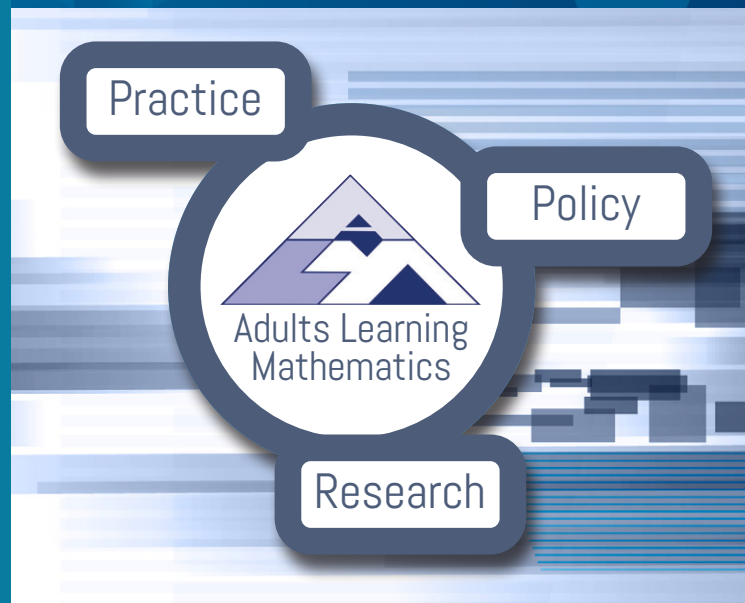 Practice
Policy
Adults Learning
Mathematics
Research